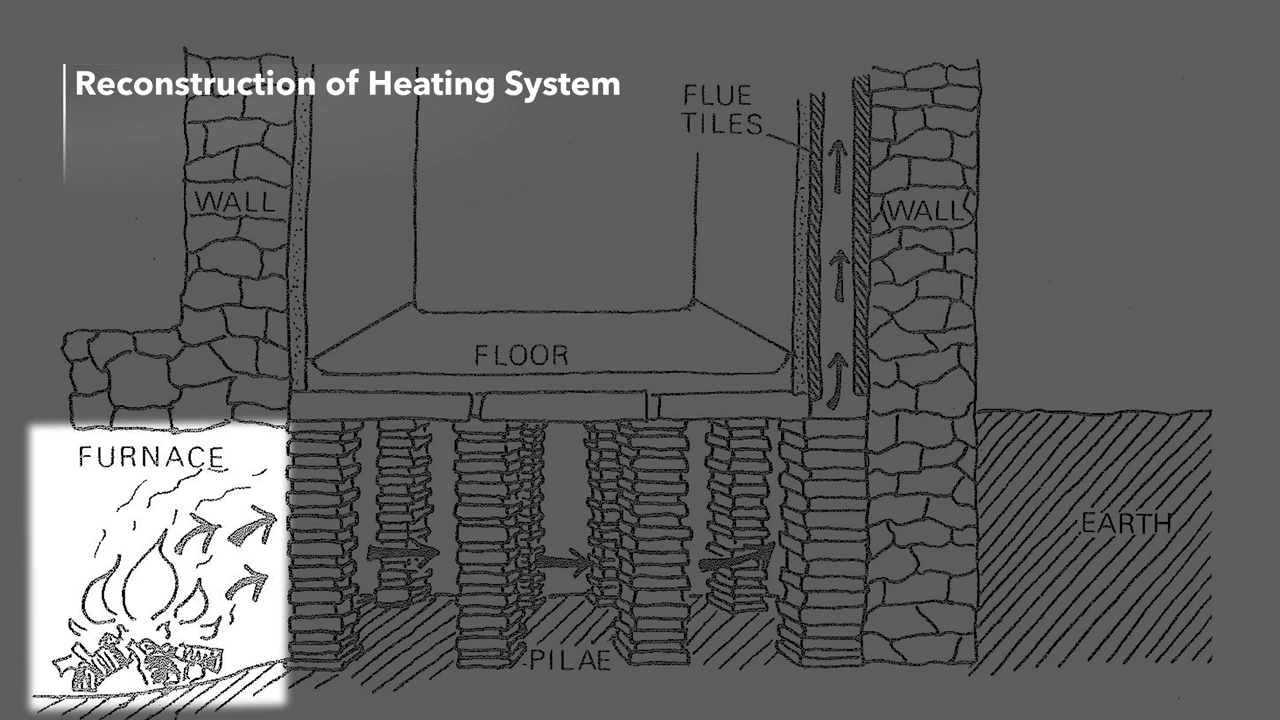 Reconstruction of Heating System
FLUE
TILES
WALL
WALL
FLOOR
FURNACE
EARTH
PILAE